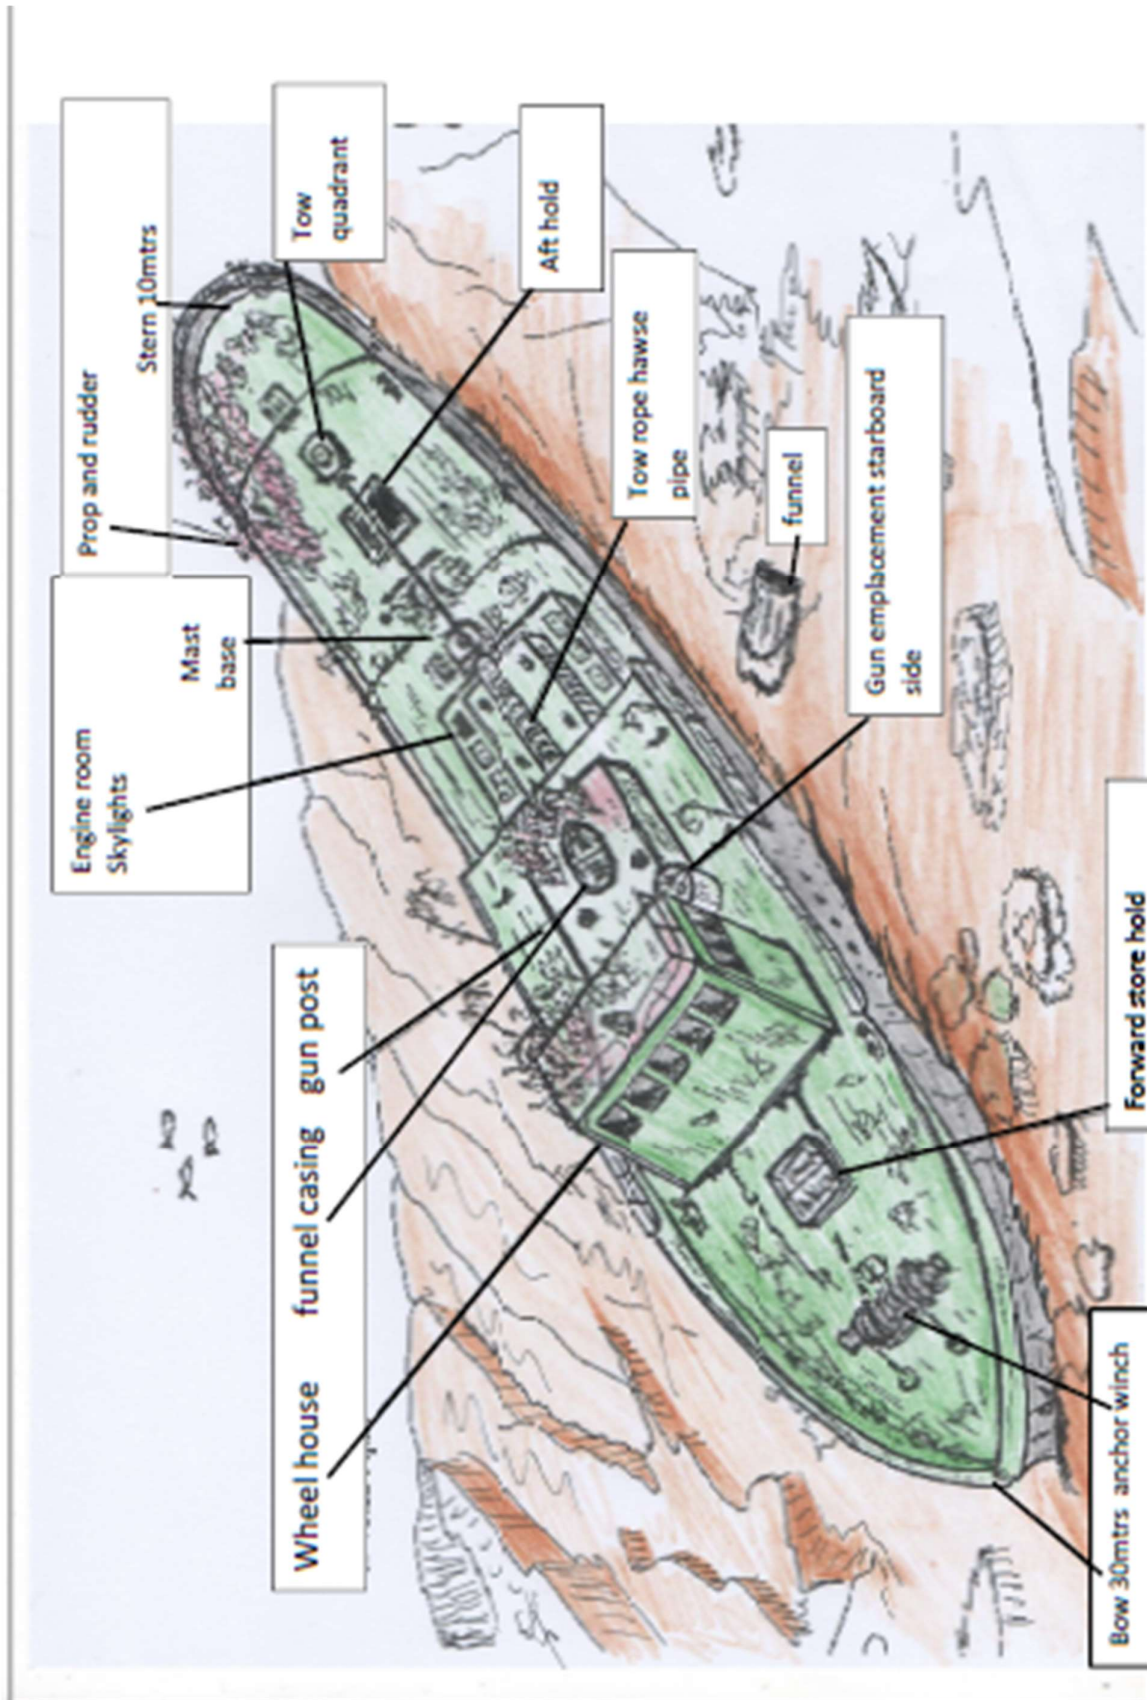 Prop and rudder
Stern 10mtrs
Tow
quadrant
Aft hold
Engine room
Skylights
Mast
base
Tow rope hawse
pipe
funnel
Gun emplacement starboard
side
Wheel house funnel casing gun post
Forward store hold
Bow 30mtrs anchor winch